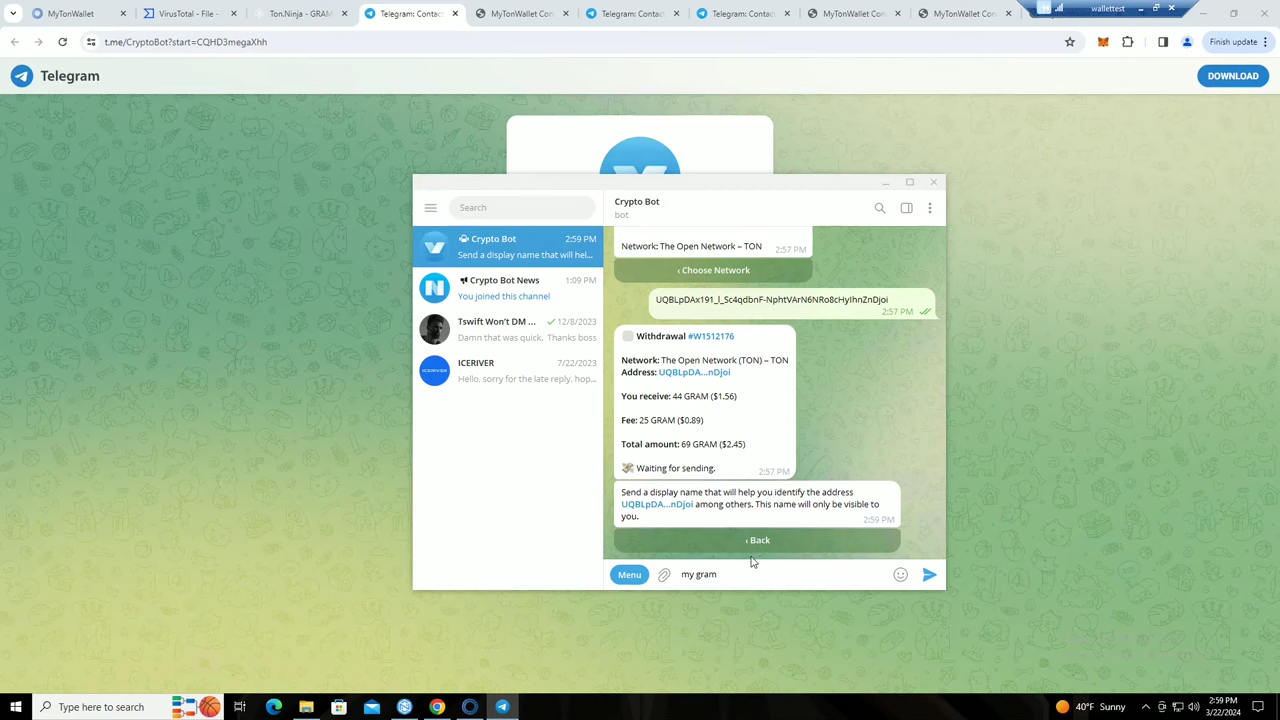 MyTonWallet
VirusTotal - File -
Ton.Ninja - GRAM
Telegram: Contac
MyTonWallet Con
Telegram: Contac
Telegram: Contac
MyTonWallet Con
MyTonWallet Con
wallettest
t.me/CryptoBot?start=CQHD3megaXhh
Finish update
Telegram
DOWNLOAD
Search
Crypto Bot
bot
Crypto Bot 2:59 PM
Send a display name that will hel...
Crypto Bot News 1:09 PM
You joined this channel
Tswift Won't DM ... 12/8/2023
Damn that was quick. Thanks boss
ICERIVER 7/22/2023
Hello. sorry for the late reply. hop...
Network: The Open Network – TON
2:57 PM
‹ Choose Network
UQBLpDAx191_l_Sc4qdbnF-NphtVArN6NRo8cHyIhnZnDjoi
2:57 PM
Withdrawal #W1512176
Network: The Open Network (TON) – TON
Address: UQBLpDA...nDjoi
You receive: 44 GRAM ($1.56)
Fee: 25 GRAM ($0.89)
Total amount: 69 GRAM ($2.45)
Waiting for sending.
2:57 PM
Send a display name that will help you identify the address
UQBLpDA...nDjoi among others. This name will only be visible to
you.
2:59 PM
‹ Back
Menu
my gram
Type here to search
40°F Sunny
2:59 PM
3/22/2024